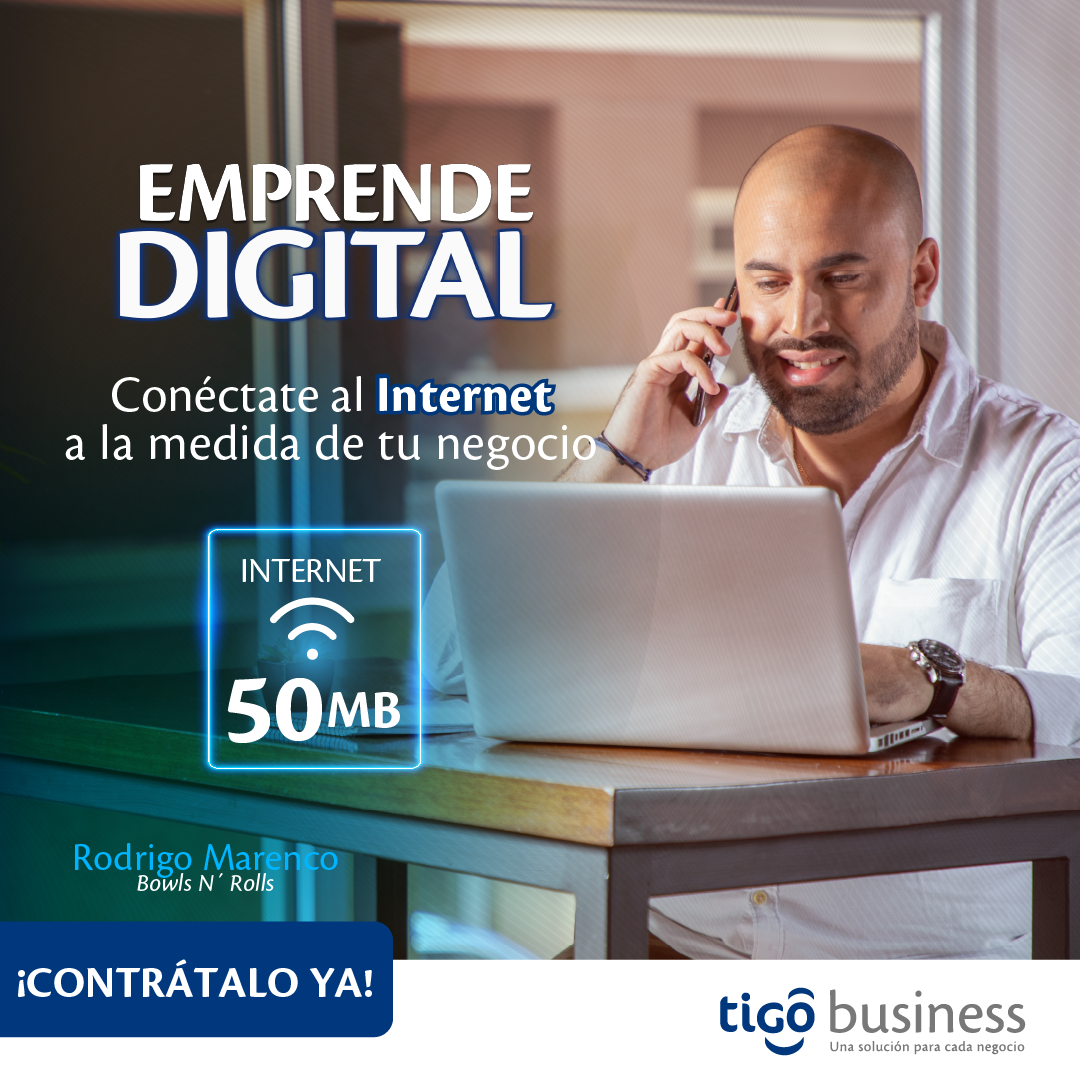 EMPRENDE
DIGITAL
Conéctate al Internet
a la medida de tu negocio
INTERNET
50MB
Rodrigo Marenco
Bowls N´ Rolls
¡CONTRÁTALO YA!
tigo business
Una solución para cada negocio